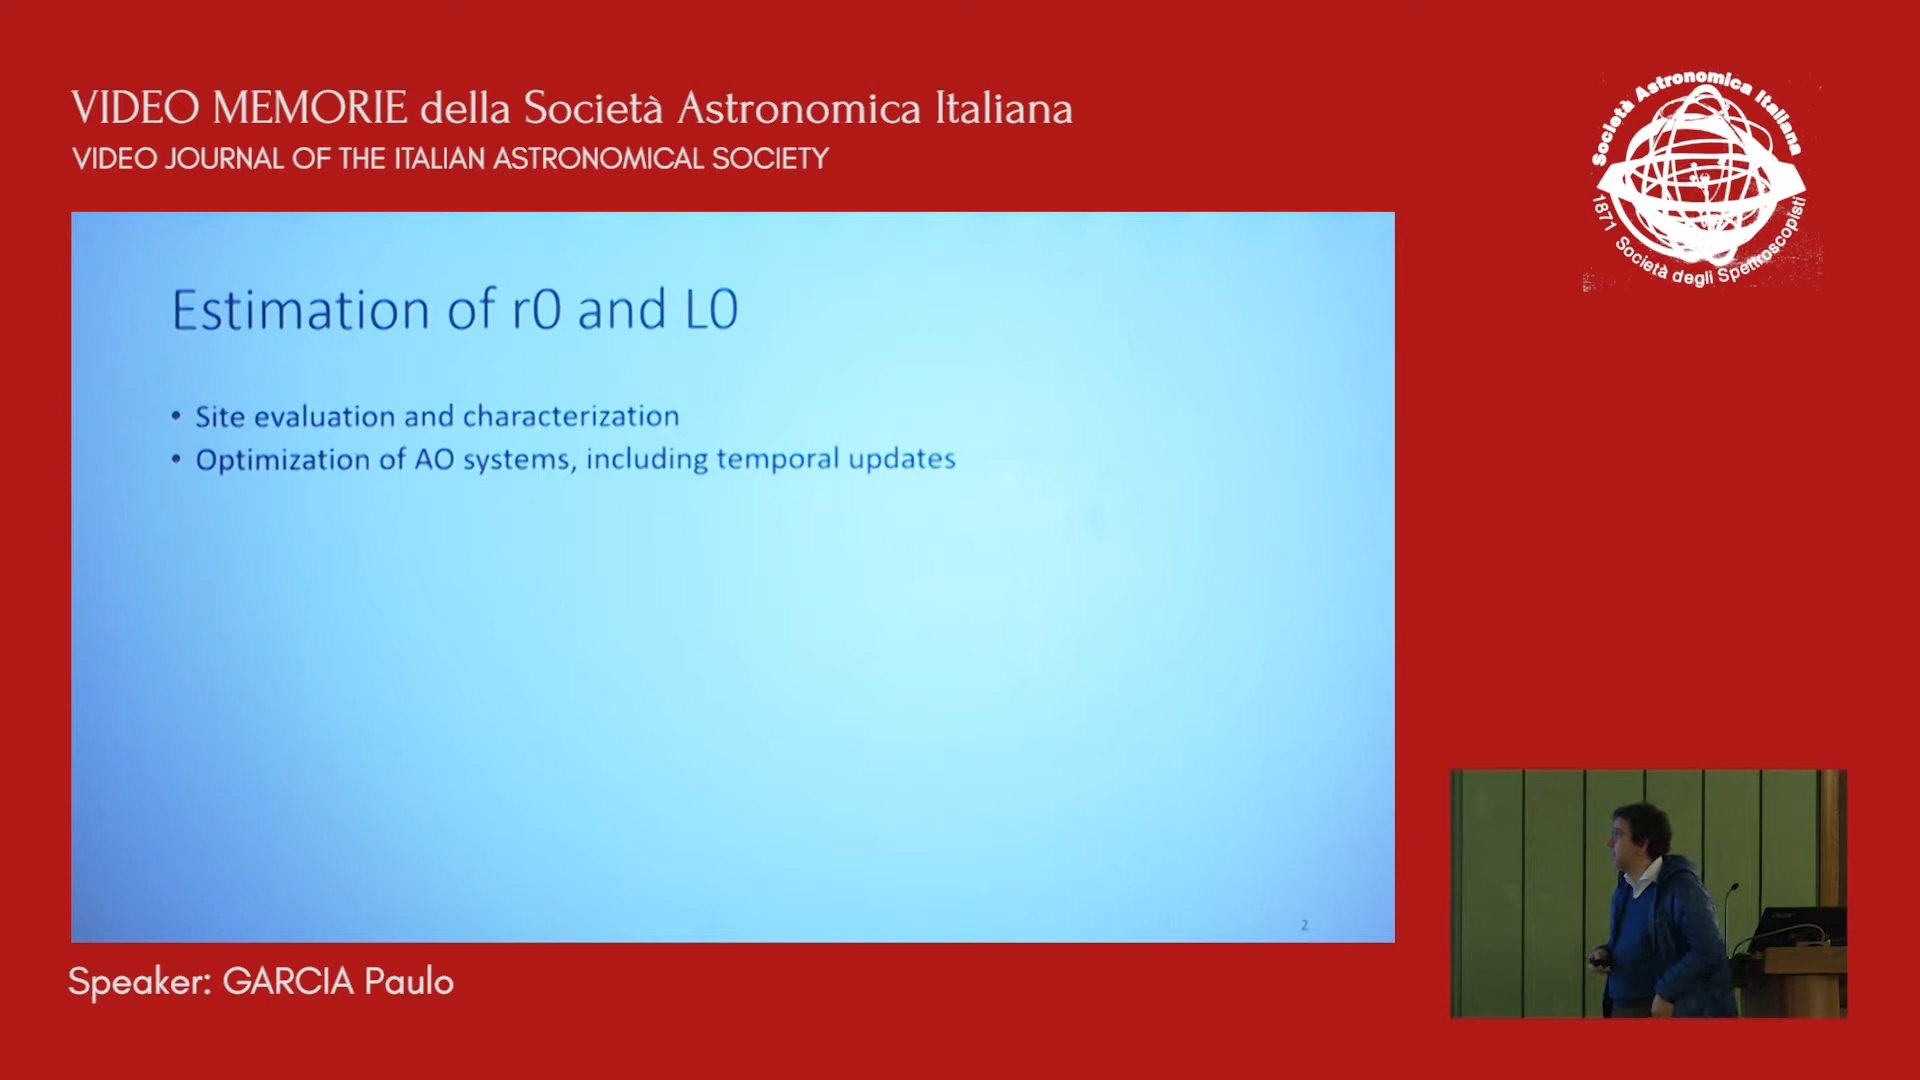 VIDEO MEMORIE della Società Astronomica Italiana
VIDEO JOURNAL OF THE ITALIAN ASTRONOMICAL SOCIETY
Società Astronomica Italiana
1871 Società degli Spettroscopisti
Estimation of r0 and L0
• Site evaluation and characterization
• Optimization of AO systems, including temporal updates
2
Speaker: GARCIA Paulo